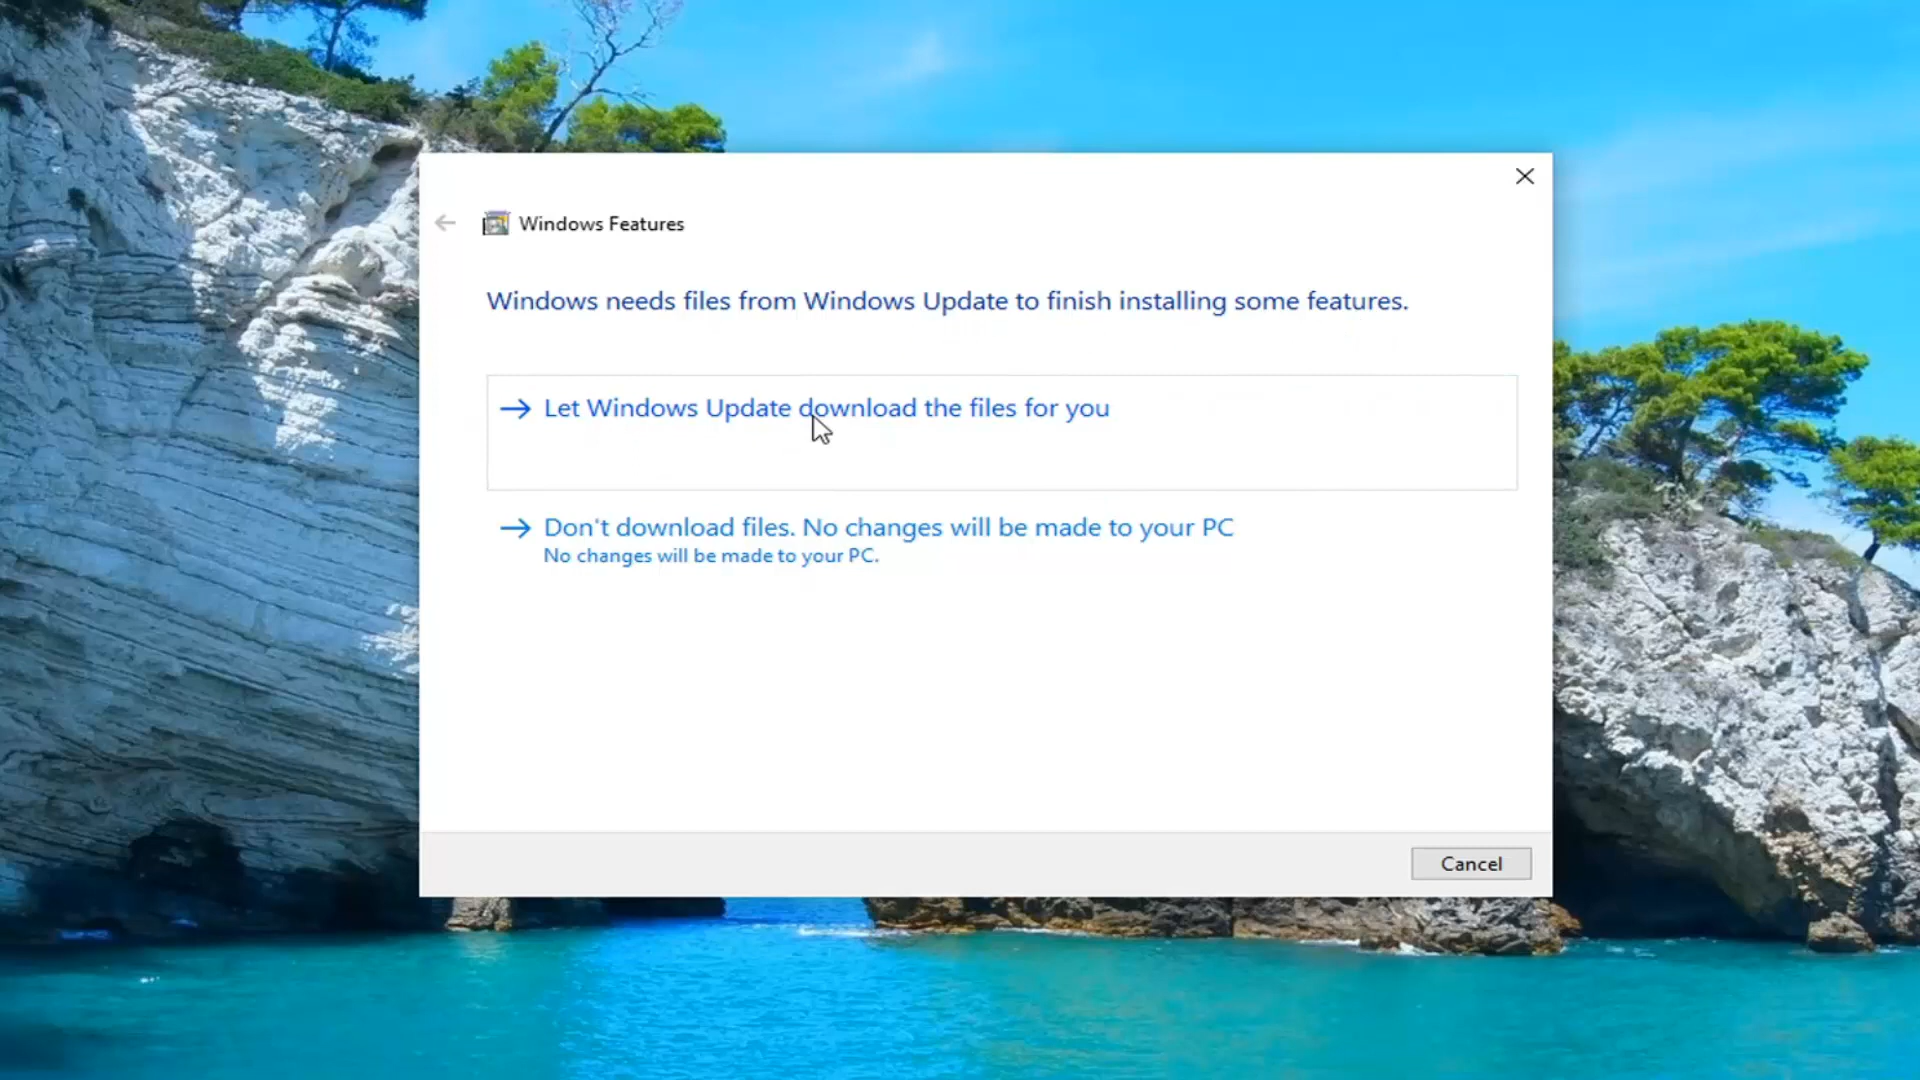 Windows Features
Windows needs files from Windows Update to finish installing some features.
Let Windows Update download the files for you
Don't download files. No changes will be made to your PC
No changes will be made to your PC.
Cancel